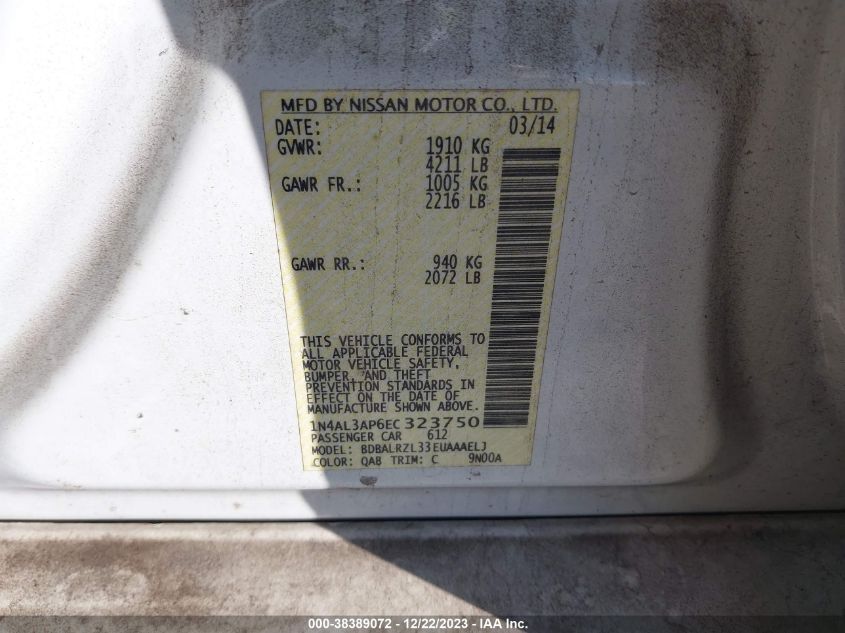 MFD BY NISSAN MOTOR CO., LTD.
DATE: 03/14
GVWR: 1910 KG
4211 LB
GAWR FR.: 1005 KG
2216 LB
GAWR RR.: 940 KG
2072 LB
THIS VEHICLE CONFORMS TO
ALL APPLICABLE FEDERAL
MOTOR VEHICLE SAFETY,
BUMPER, AND THEFT
PREVENTION STANDARDS IN
EFFECT ON THE DATE OF
MANUFACTURE SHOWN ABOVE.
1N4AL3AP6EC323750
PASSENGER CAR 612
MODEL: BDBALRZL33EUAAAELJ
COLOR: QAB TRIM: C 9N00A
000-38389072 - 12/22/2023 - IAA Inc.